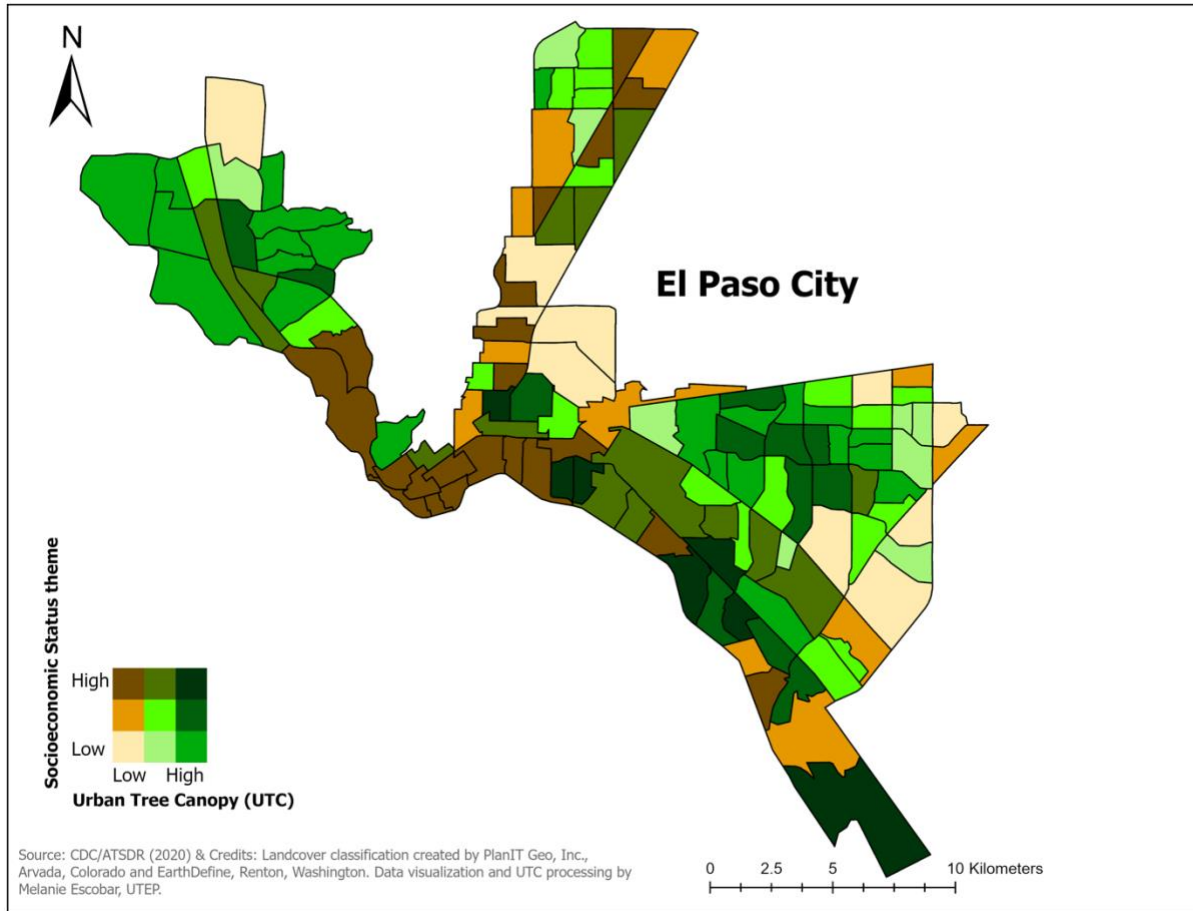 N
El Paso City
Socioeconomic Status theme
High
Low
Low High
Urban Tree Canopy (UTC)
Source: CDC/ATSDR (2020) & Credits: Landcover classification created by PlanIT Geo, Inc.,
Arvada, Colorado and EarthDefine, Renton, Washington. Data visualization and UTC processing by
Melanie Escobar, UTEP.
0 2.5 5 10 Kilometers